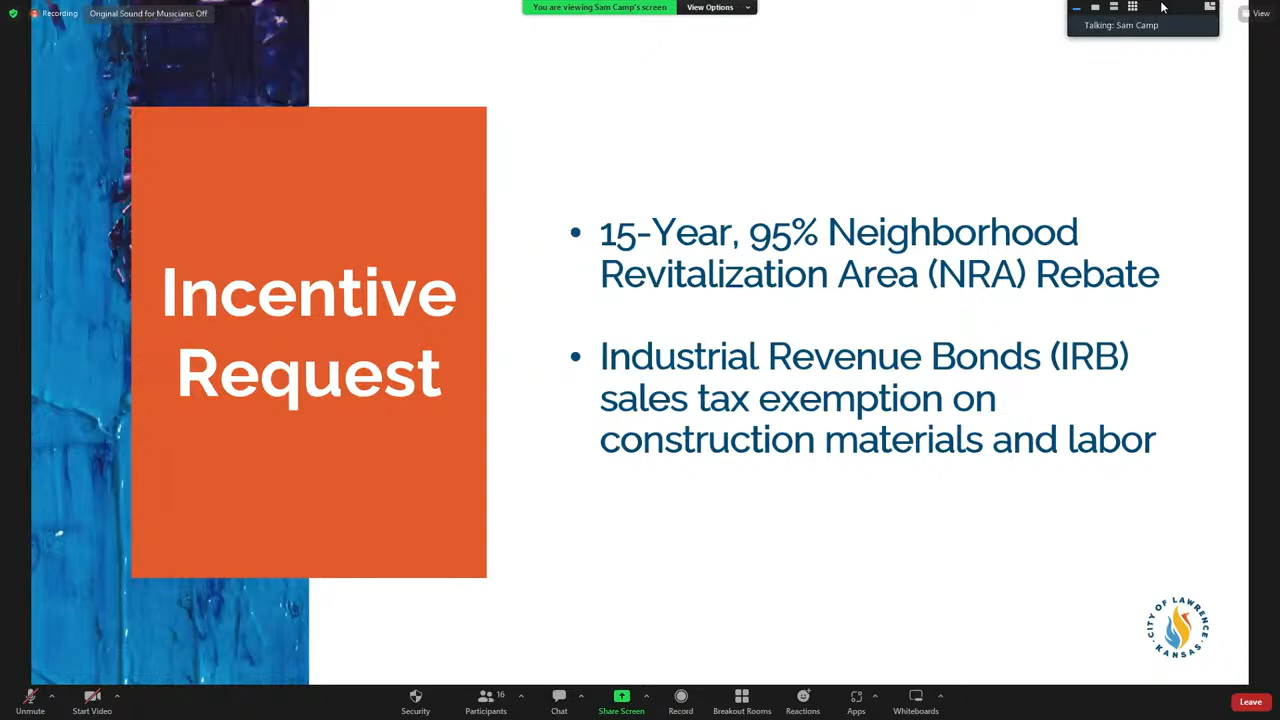 Recording
Original Sound for Musicians: Off
You are viewing Sam Camp's screen
View Options
View
Talking: Sam Camp
Incentive
Request
• 15-Year, 95% Neighborhood
Revitalization Area (NRA) Rebate
• Industrial Revenue Bonds (IRB)
sales tax exemption on
construction materials and labor
CITY OF LAWRENCE
KANSAS
Unmute
Start Video
Security
Participants
16
Chat
Share Screen
Record
Breakout Rooms
Reactions
Apps
Whiteboards
Leave